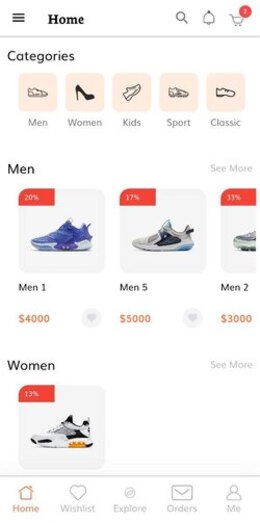 Home
2
Categories
Men Women Kids Sport Classic
Men See More
20% 17% 33%
Men 1 Men 5 Men 2
$4000 $5000 $3000
Women See More
13%
Home Wishlist Explore Orders Me